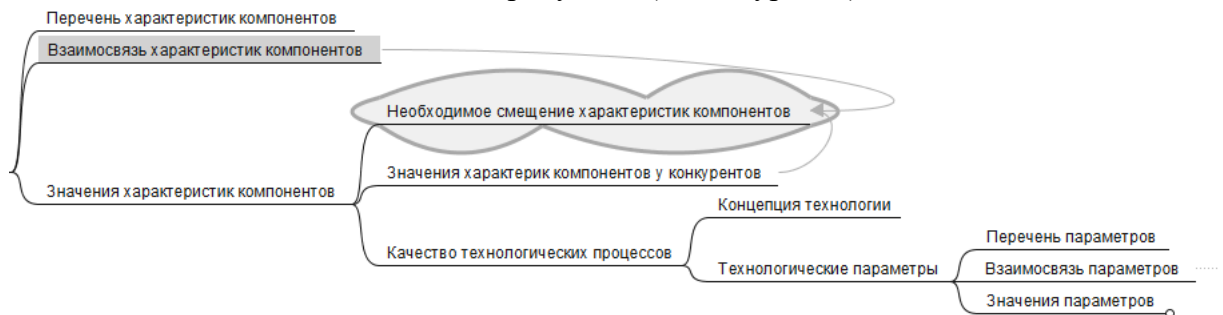 Перечень характеристик компонентов
Взаимосвязь характеристик компонентов
Необходимое смещение характеристик компонентов
Значения характерик компонентов у конкурентов
Значения характеристик компонентов
Концепция технологии
Качество технологических процессов
Перечень параметров
Технологические параметры
Взаимосвязь параметров
Значения параметров